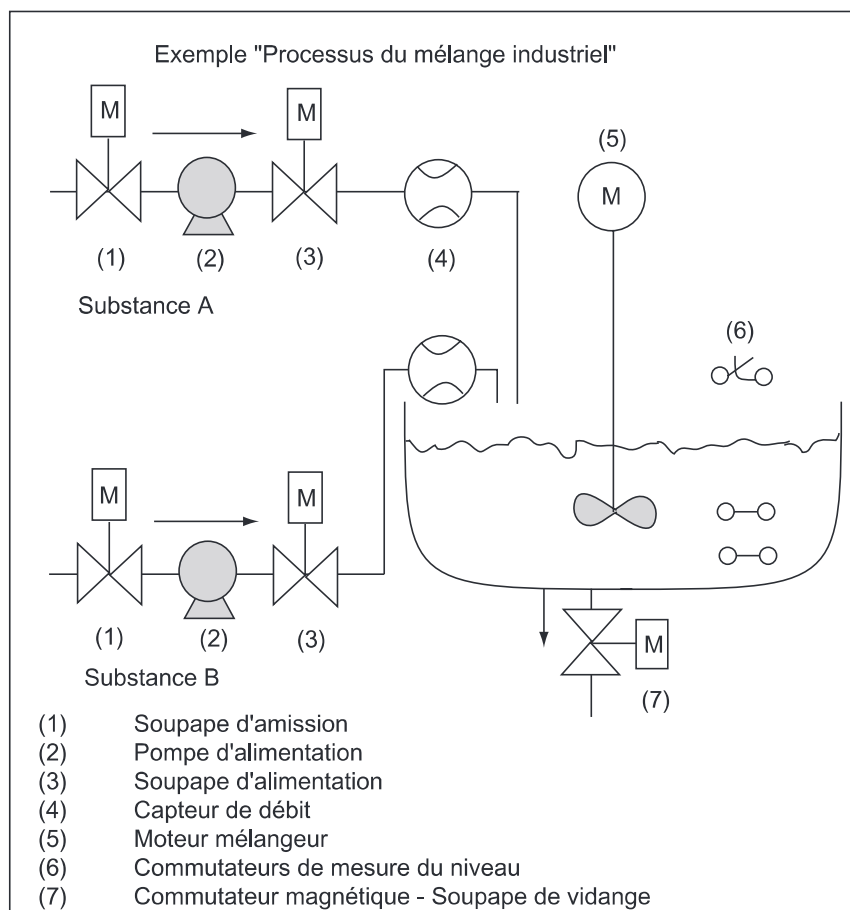 Exemple "Processus du mélange industriel"
M
M
(5)
M
(1)
(2)
(3)
(4)
Substance A
(6)
M
M
(1)
(2)
(3)
M
Substance B
(7)
(1) Soupape d'amission
(2) Pompe d'alimentation
(3) Soupape d'alimentation
(4) Capteur de débit
(5) Moteur mélangeur
(6) Commutateurs de mesure du niveau
(7) Commutateur magnétique - Soupape de vidange